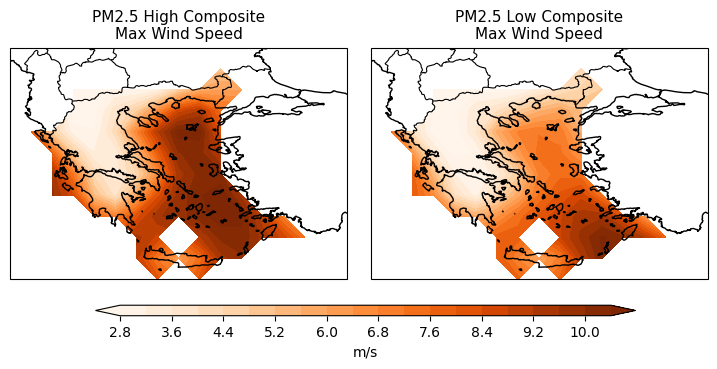 PM2.5 High Composite
Max Wind Speed
PM2.5 Low Composite
Max Wind Speed
2.8 3.6 4.4 5.2 6.0 6.8 7.6 8.4 9.2 10.0
m/s